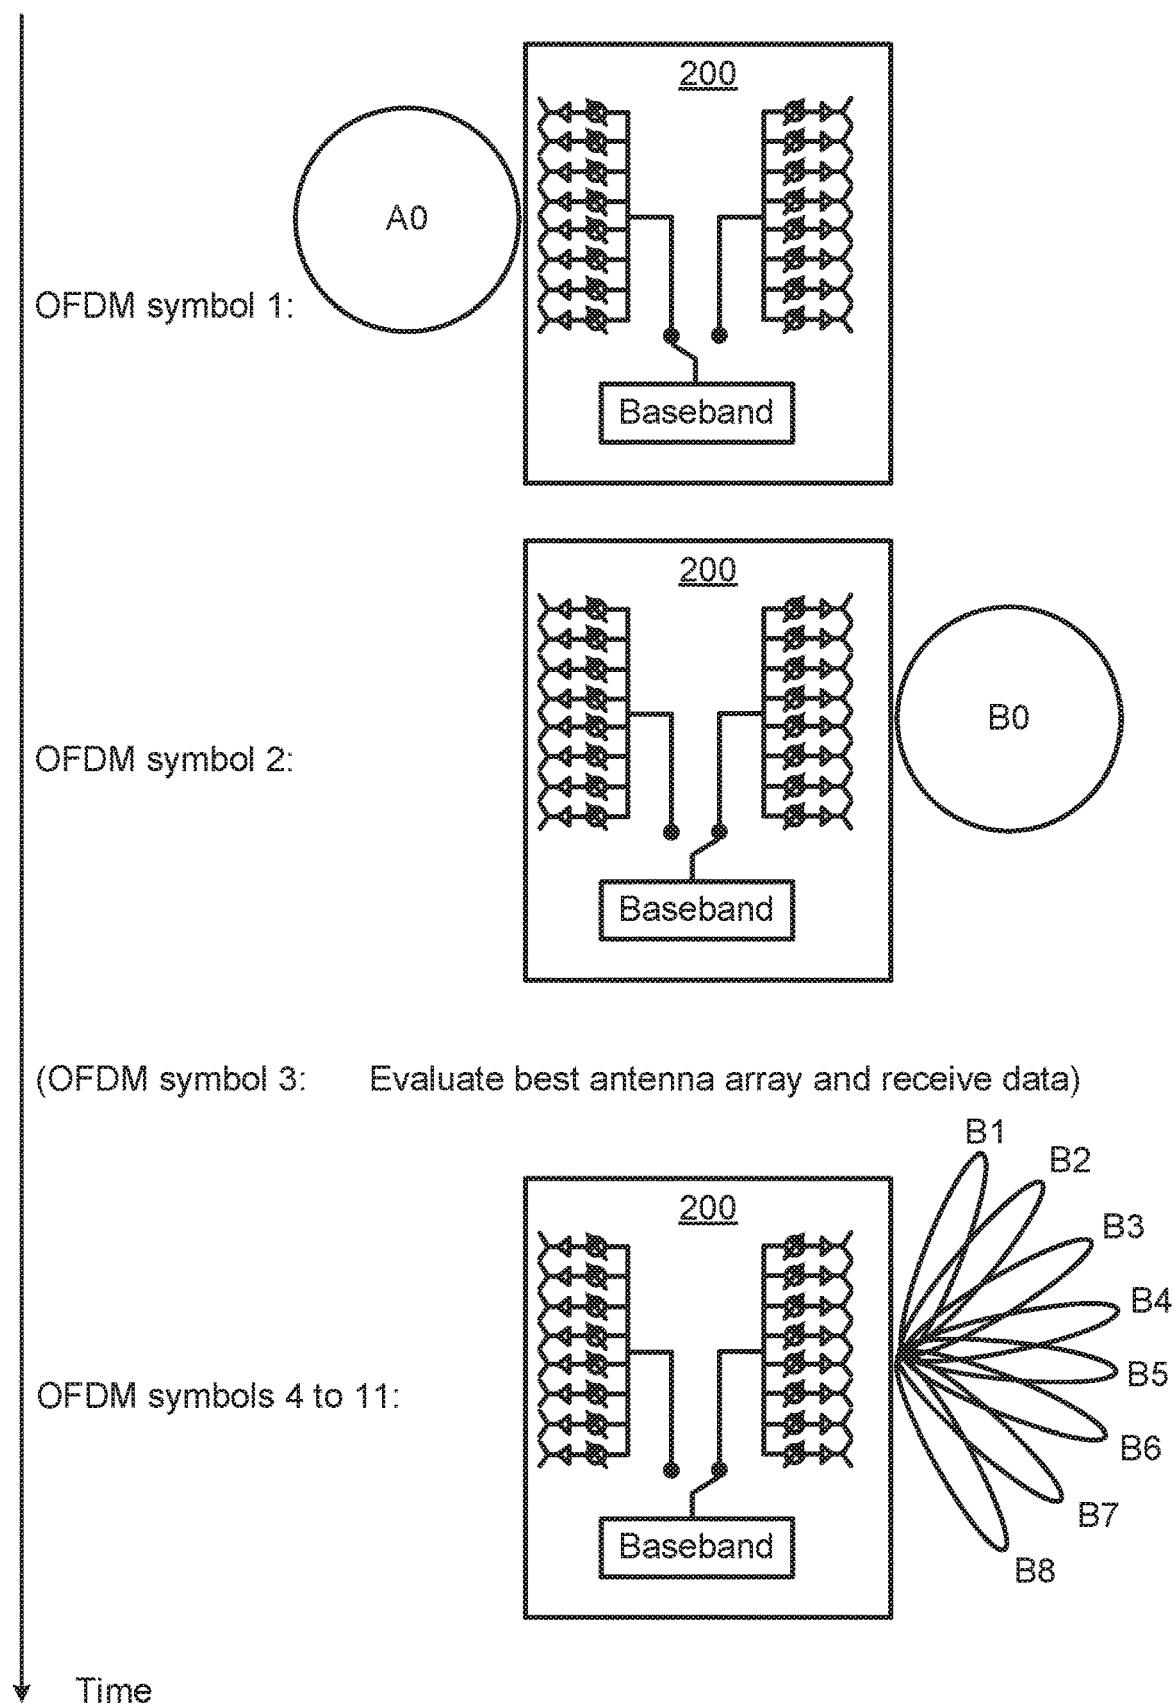 200
A0
OFDM symbol 1:
Baseband
200
B0
OFDM symbol 2:
Baseband
(OFDM symbol 3: Evaluate best antenna array and receive data)
B1
B2
200
B3
B4
B5
OFDM symbols 4 to 11:
B6
B7
Baseband
B8
Time